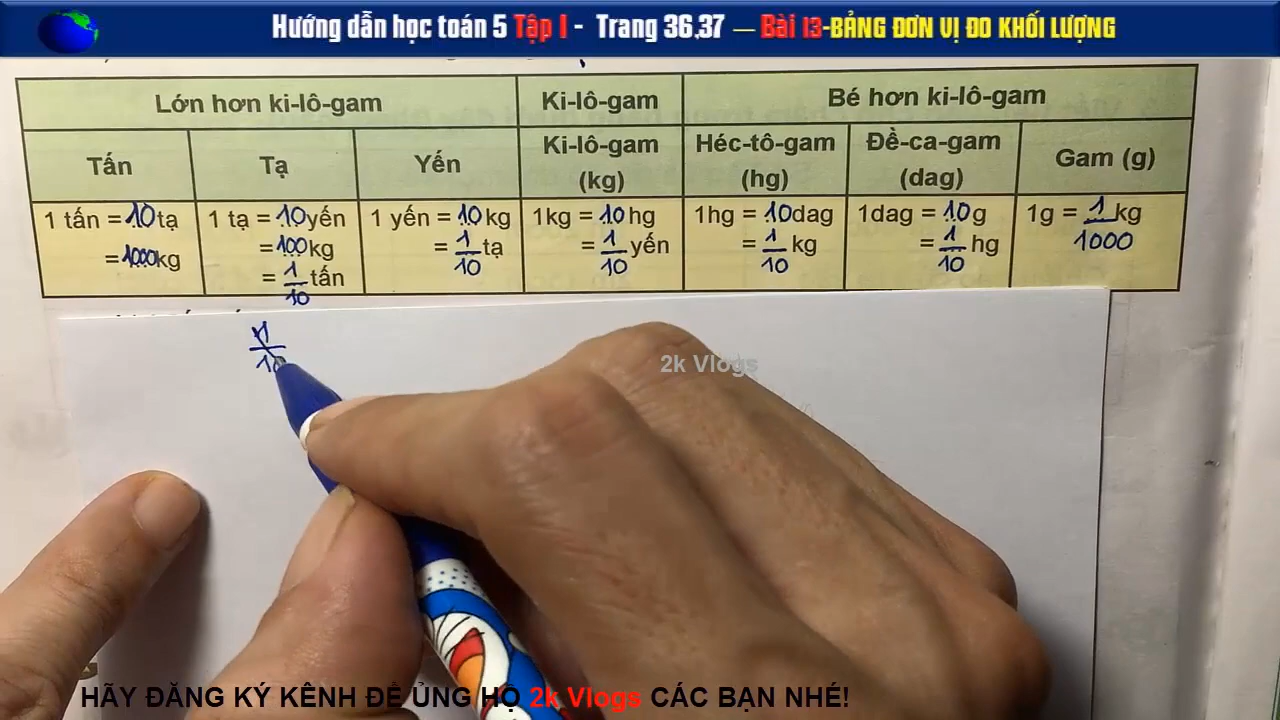 Hướng dẫn học toán 5 Tập I - Trang 36,37 — Bài 13-BẢNG ĐƠN VỊ ĐO KHỐI LƯỢNG
Lớn hơn ki-lô-gam Ki-lô-gam Bé hơn ki-lô-gam
Tấn Tạ Yến Ki-lô-gam (kg) Héc-tô-gam (hg) Đề-ca-gam (dag) Gam (g)
1 tấn = 10 tạ
= 1000 kg
1 tạ = 10 yến
= 100 kg
= 1/10 tấn
1 yến = 10 kg
= 1/10 tạ
1kg = 10 hg
= 1/10 yến
1hg = 10 dag
= 1/10 kg
1dag = 10 g
= 1/10 hg
1g = 1/1000 kg
2k Vlogs
HÃY ĐĂNG KÝ KÊNH ĐỂ ỦNG HỘ 2k Vlogs CÁC BẠN NHÉ!